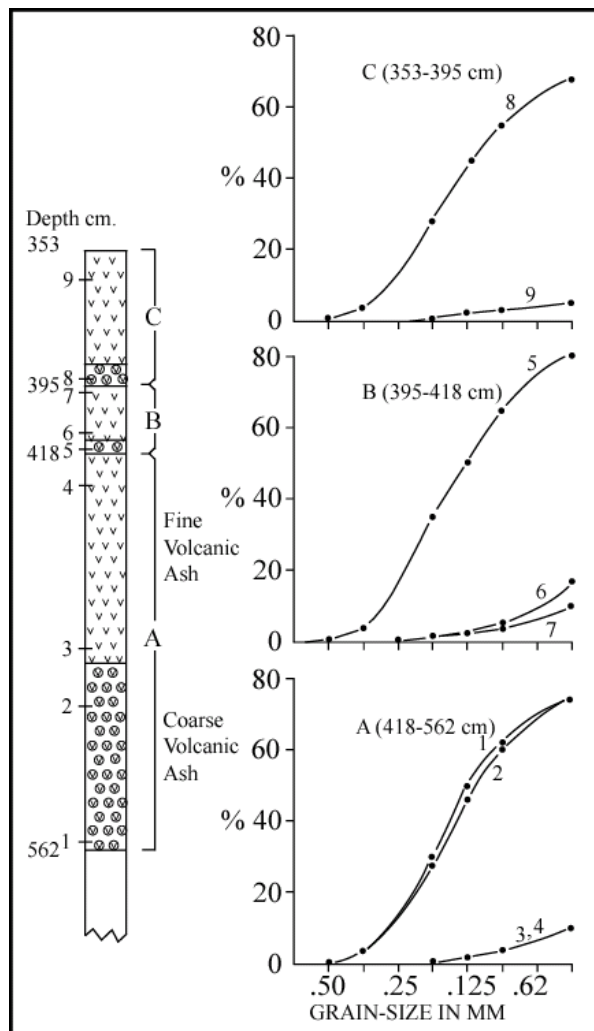 Depth cm.
353
9
C
395
8
7
B
6
418
5
4
Fine
Volcanic
Ash
3
A
2
Coarse
Volcanic
Ash
1
562
80
C (353-395 cm)
60
8
%
40
20
9
0
80
5
B (395-418 cm)
60
%
40
20
6
7
0
80
A (418-562 cm)
60
1
2
%
40
20
3,4
0
.50 .25 .125 .62
GRAIN-SIZE IN MM